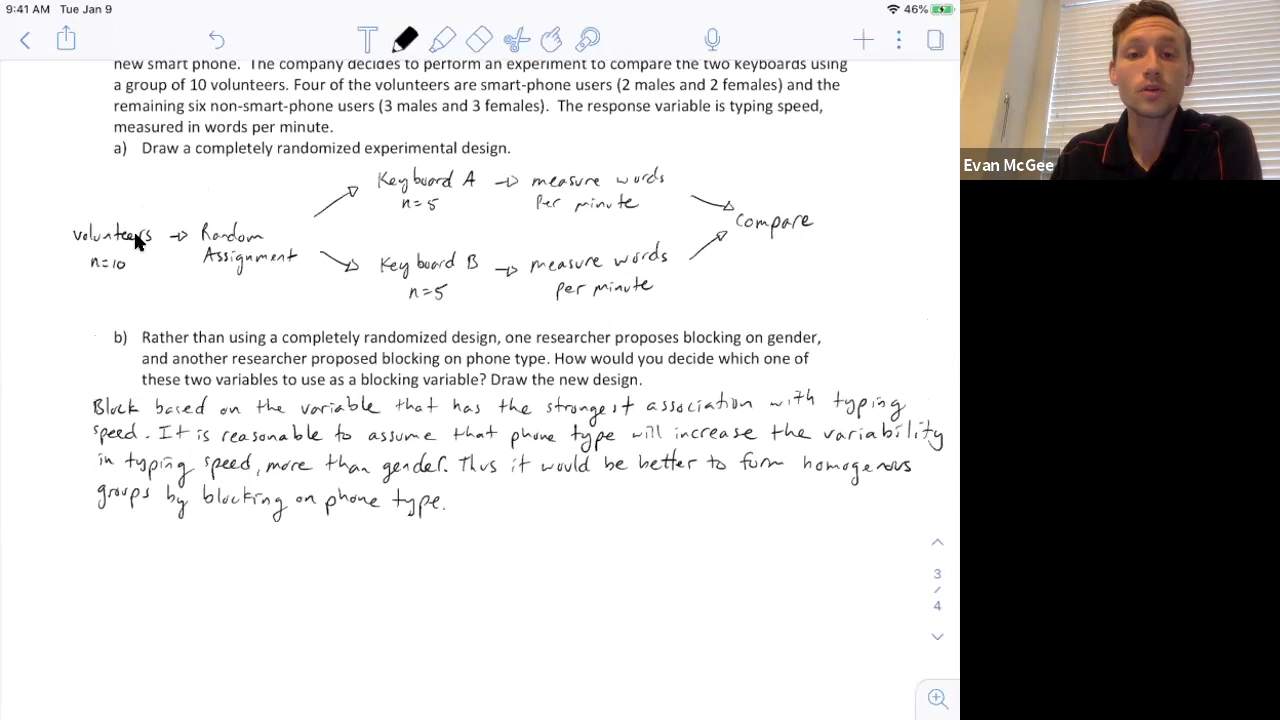 9:41 AM Tue Jan 9
46%
new smart phone. The company decides to perform an experiment to compare the two keyboards using
a group of 10 volunteers. Four of the volunteers are smart-phone users (2 males and 2 females) and the
remaining six non-smart-phone users (3 males and 3 females). The response variable is typing speed,
measured in words per minute.
a) Draw a completely randomized experimental design.
Keyboard A → measure words
n=5 per minute
volunteers → Random
n=10 Assignment
Compare
Keyboard B → measure words
n=5 per minute
b) Rather than using a completely randomized design, one researcher proposes blocking on gender,
and another researcher proposed blocking on phone type. How would you decide which one of
these two variables to use as a blocking variable? Draw the new design.
Block based on the variable that has the strongest association with typing
speed. It is reasonable to assume that phone type will increase the variability
in typing speed, more than gender. Thus it would be better to form homogenous
groups by blocking on phone type.
3
/
4
T
Evan McGee